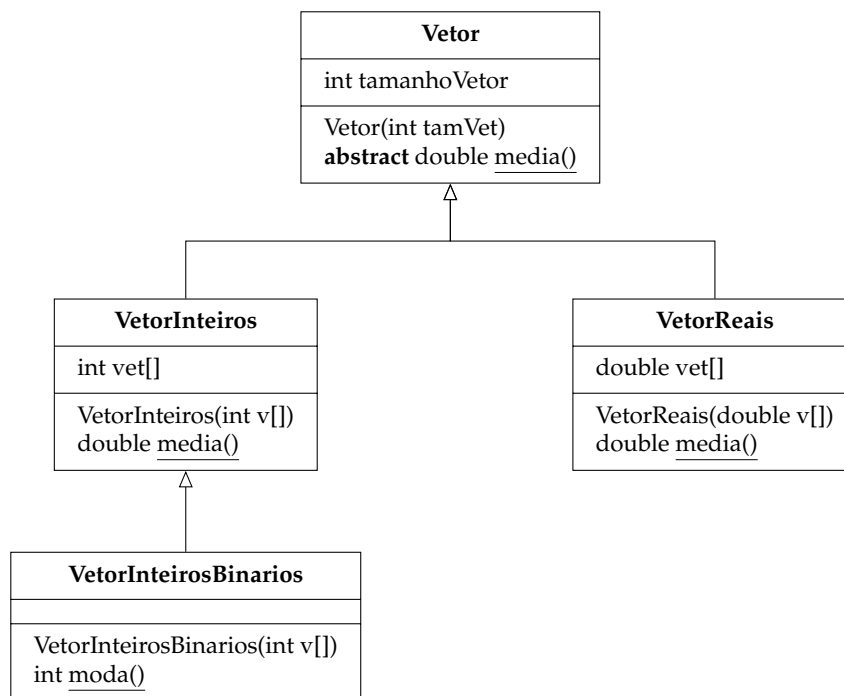 Vetor
int tamanhoVetor
Vetor(int tamVet)
abstract double media()
VetorInteiros
int vet[]
VetorInteiros(int v[])
double media()
VetorReais
double vet[]
VetorReais(double v[])
double media()
VetorInteirosBinarios
VetorInteirosBinarios(int v[])
int moda()